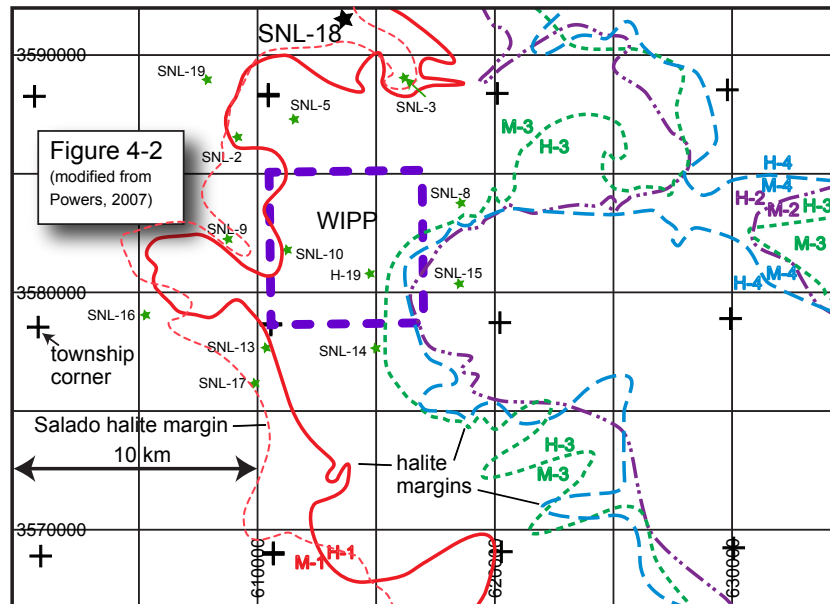 3590000
SNL-18
SNL-19
SNL-5
SNL-3
Figure 4-2
(modified from
Powers, 2007)
SNL-2
M-3
H-3
H-4
M-4
H-2
M-2
H-3
M-3
H-4
M-4
SNL-8
WIPP
SNL-9
SNL-10
H-19
SNL-15
3580000
SNL-16
township
corner
SNL-13
SNL-14
SNL-17
Salado halite margin
10 km
halite
margins
H-3
M-3
3570000
M-1
H-1
610000
620000
630000